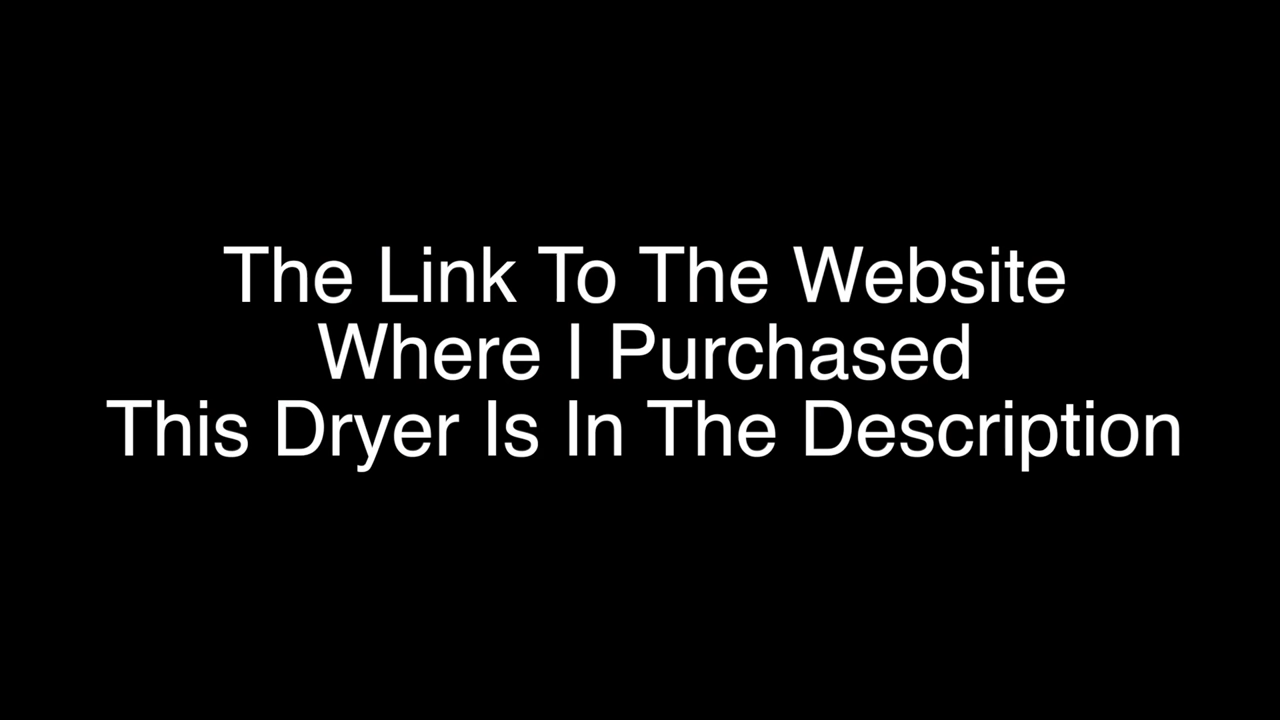 The Link To The Website
Where I Purchased
This Dryer Is In The Description